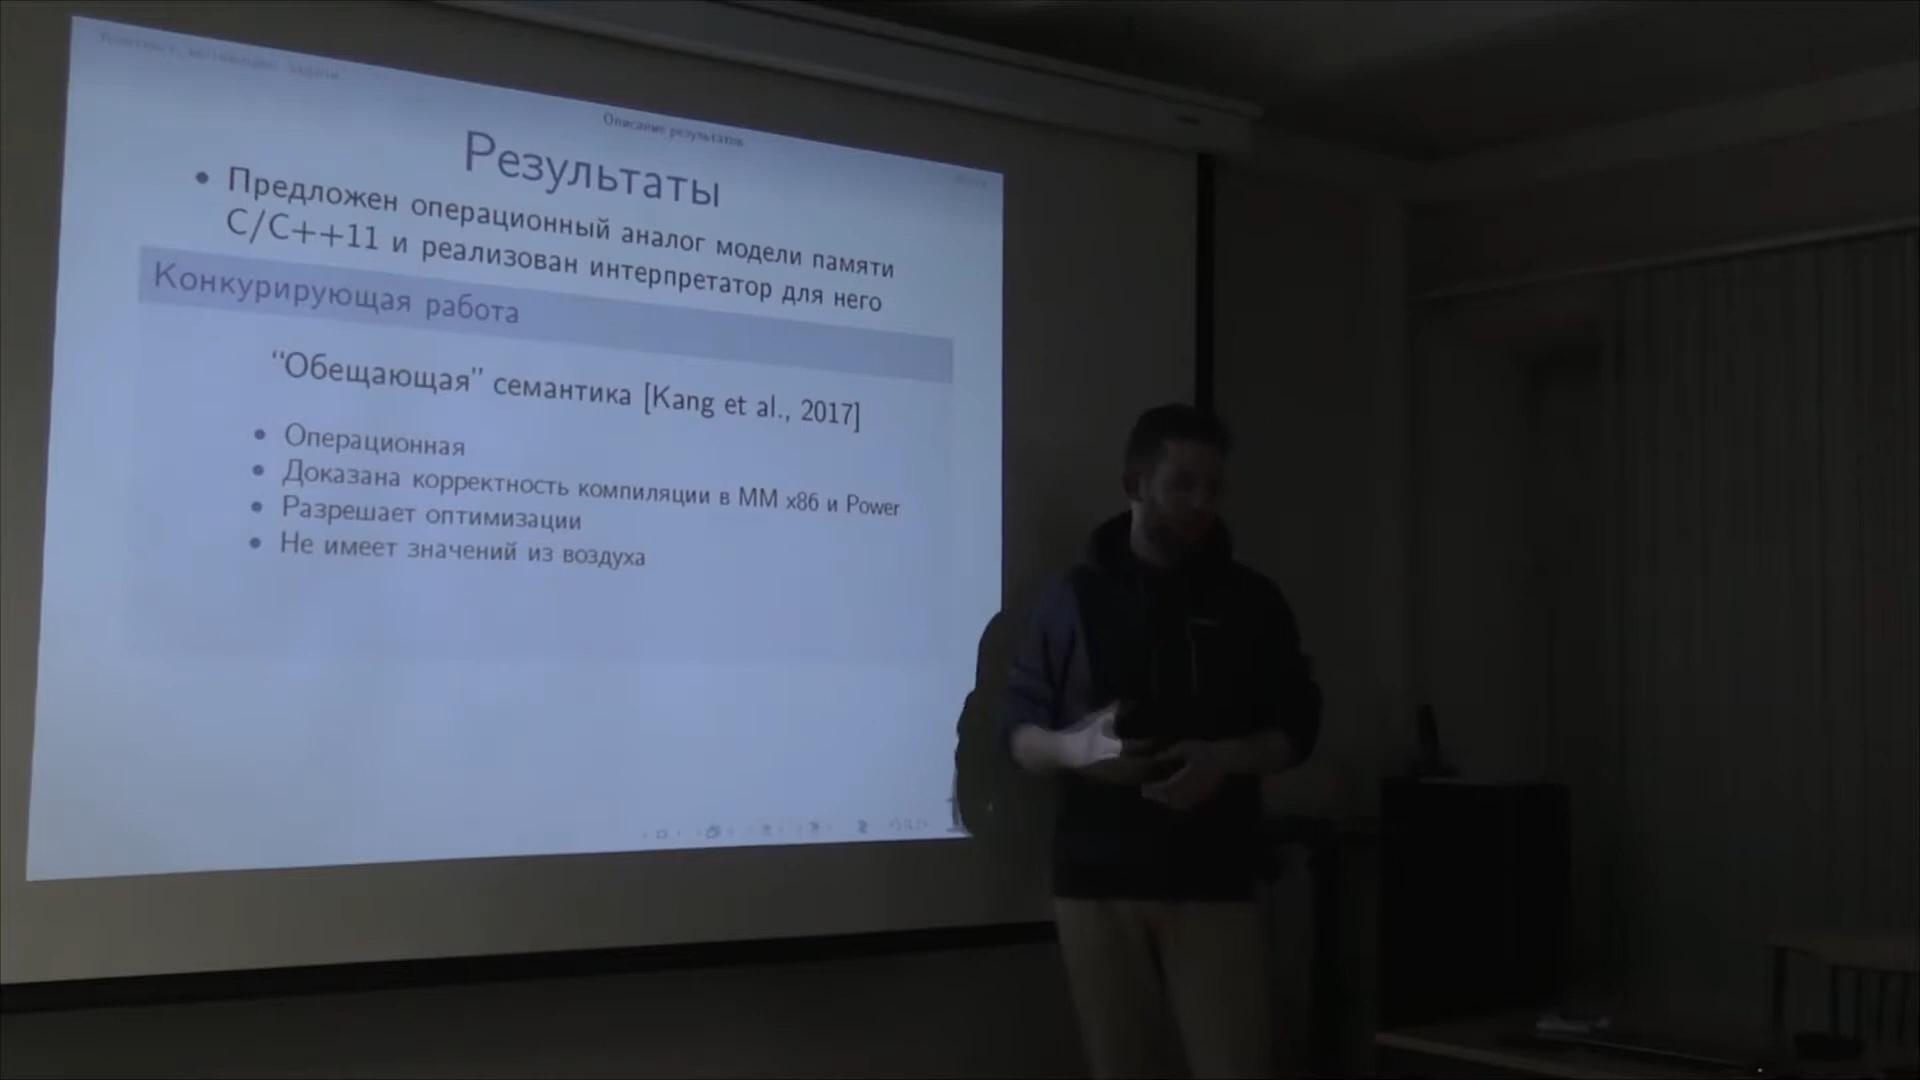 Описание результатов
Результаты
• Предложен операционный аналог модели памяти
C/C++11 и реализован интерпретатор для него
Конкурирующая работа
“Обещающая” семантика [Kang et al., 2017]
• Операционная
• Доказана корректность компиляции в ММ x86 и Power
• Разрешает оптимизации
• Не имеет значений из воздуха